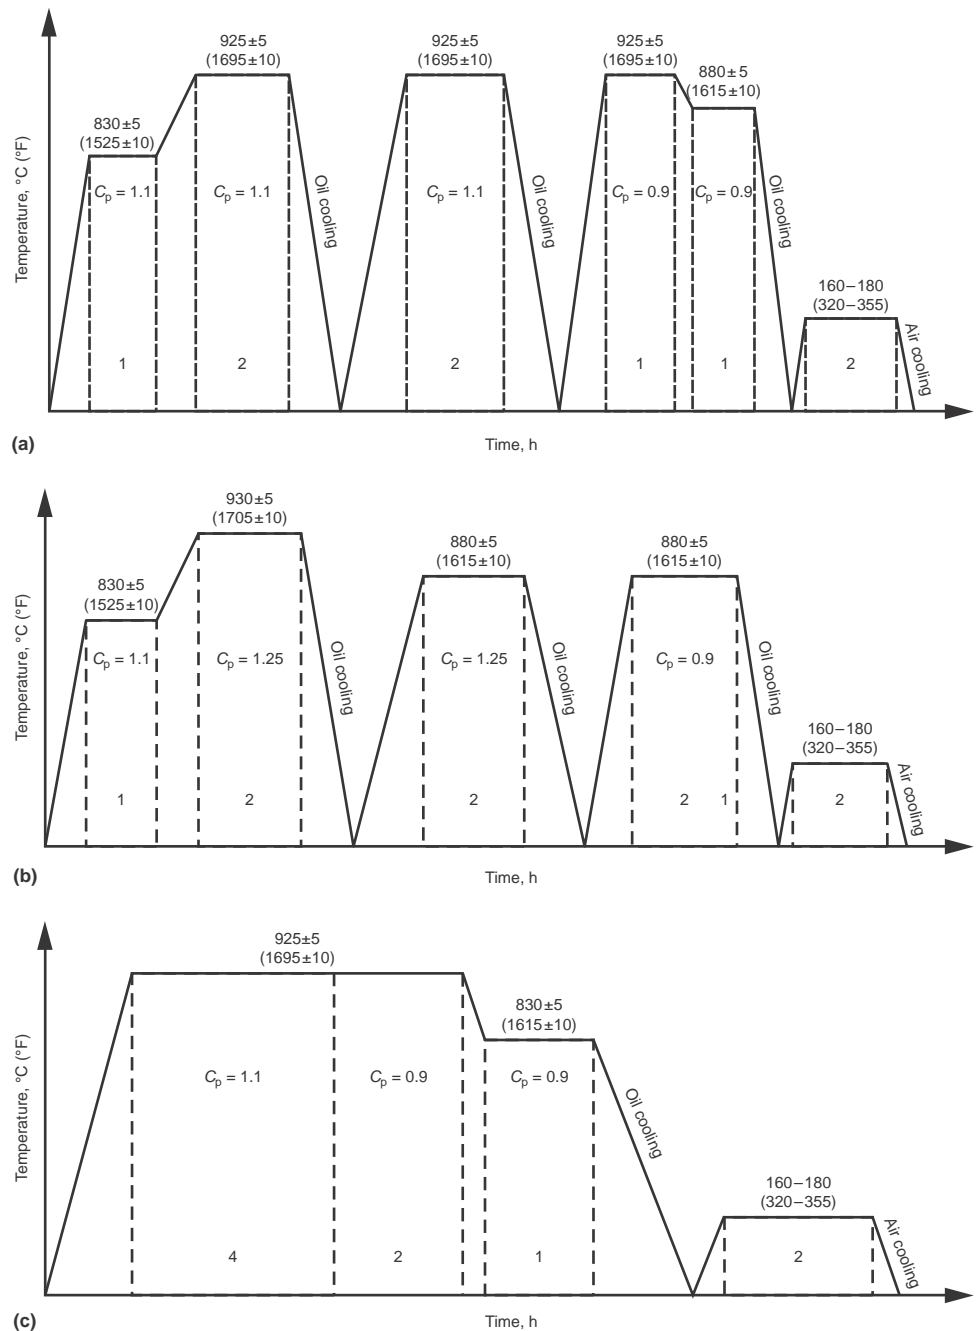 925±5
(1695±10)
925±5
(1695±10)
925±5
(1695±10)
880±5
(1615±10)
830±5
(1525±10)
Temperature, °C (°F)
Cp = 1.1
Cp = 1.1
Oil cooling
Cp = 1.1
Oil cooling
Cp = 0.9
Cp = 0.9
Oil cooling
160–180
(320–355)
Air cooling
1
2
2
1
1
2
(a)
Time, h
930±5
(1705±10)
880±5
(1615±10)
880±5
(1615±10)
830±5
(1525±10)
Temperature, °C (°F)
Cp = 1.1
Cp = 1.25
Oil cooling
Cp = 1.25
Oil cooling
Cp = 0.9
Oil cooling
160–180
(320–355)
Air cooling
1
2
2
2
1
2
(b)
Time, h
925±5
(1695±10)
830±5
(1615±10)
Temperature, °C (°F)
Cp = 1.1
Cp = 0.9
Cp = 0.9
Oil cooling
160–180
(320–355)
Air cooling
4
2
1
2
(c)
Time, h